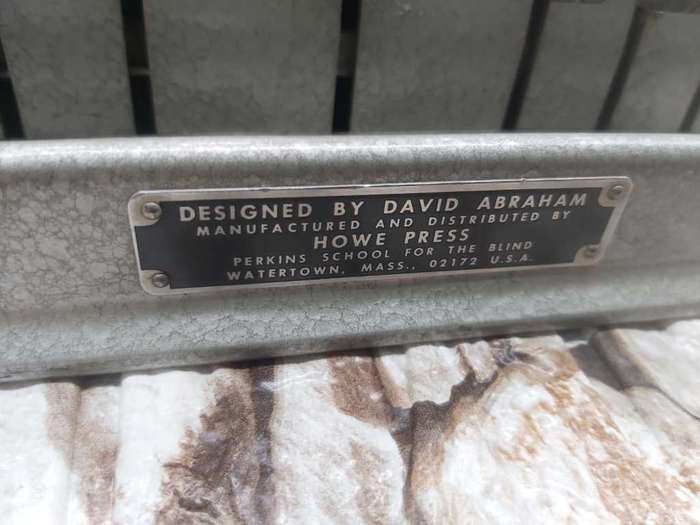 DESIGNED BY DAVID ABRAHAM
MANUFACTURED AND DISTRIBUTED BY
HOWE PRESS
PERKINS SCHOOL FOR THE BLIND
WATERTOWN, MASS., 02172 U.S.A.